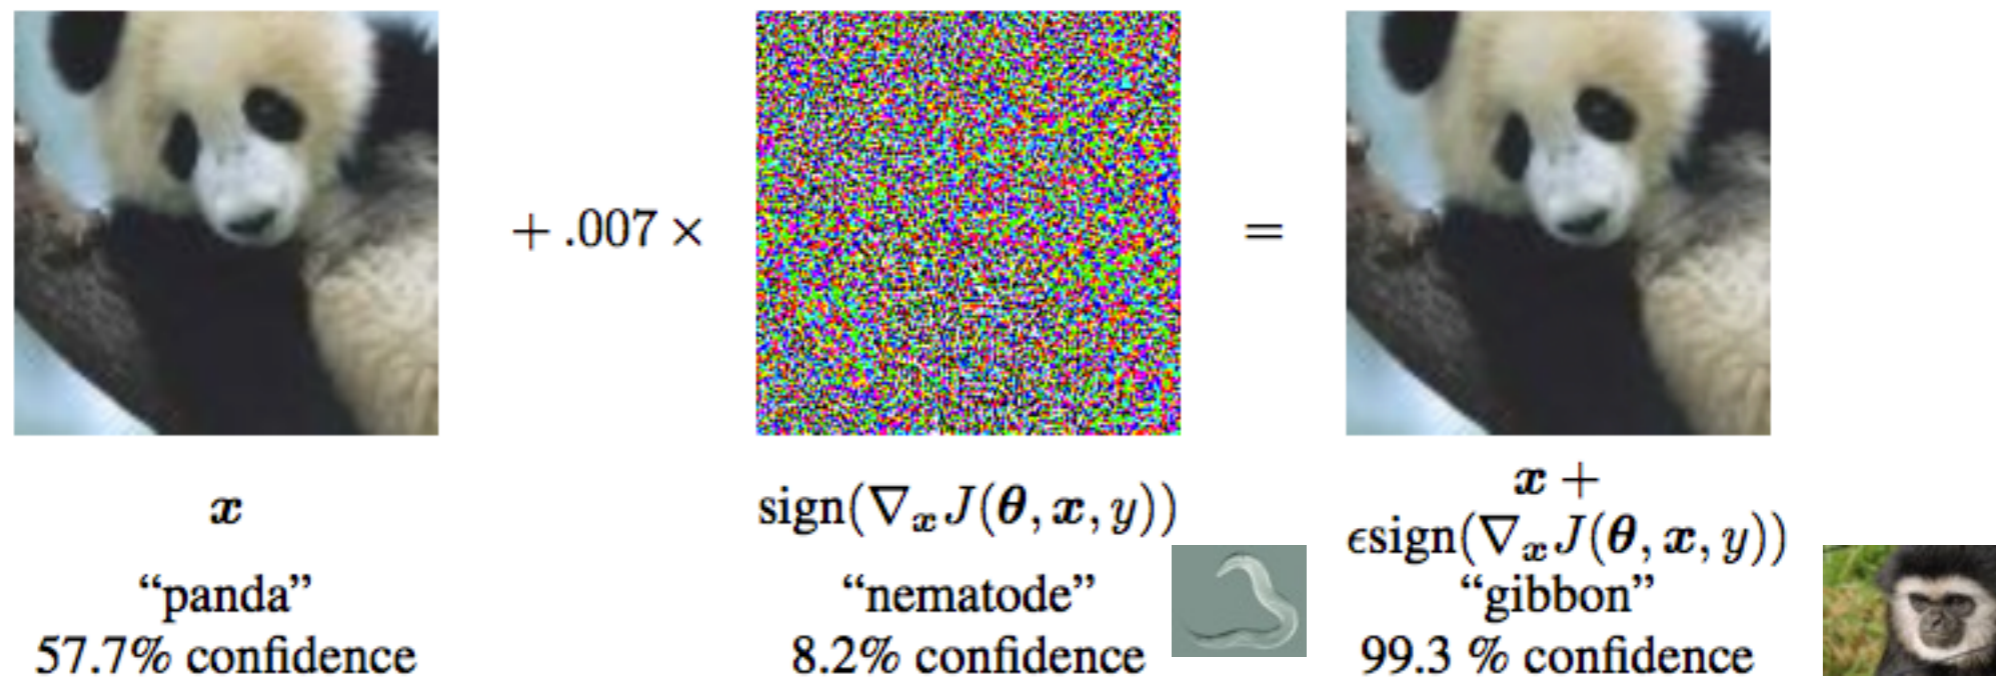 + .007 ×
=
x
sign(∇ₓJ(θ, x, y))
x +
ϵsign(∇ₓJ(θ, x, y))
“panda”
“nematode”
“gibbon”
57.7% confidence
8.2% confidence
99.3 % confidence